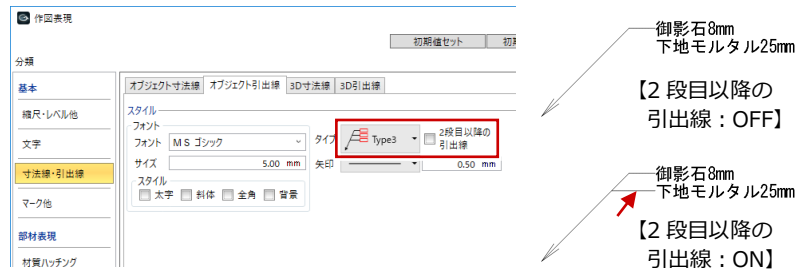 作図表現
初期値セット
初期
分類
基本
縮尺・レベル他
文字
寸法線・引出線
マーク他
部材表現
材質ハッチング
オブジェクト寸法線 オブジェクト引出線 3D寸法線 3D引出線
スタイル
フォント
フォント MS ゴシック
サイズ 5.00 mm
スタイル
太字 斜体 全角 背景
タイプ Type3
2段目以降の
引出線
矢印 0.50 mm
御影石8mm
下地モルタル25mm
【2段目以降の
引出線：OFF】
御影石8mm
下地モルタル25mm
【2段目以降の
引出線：ON】